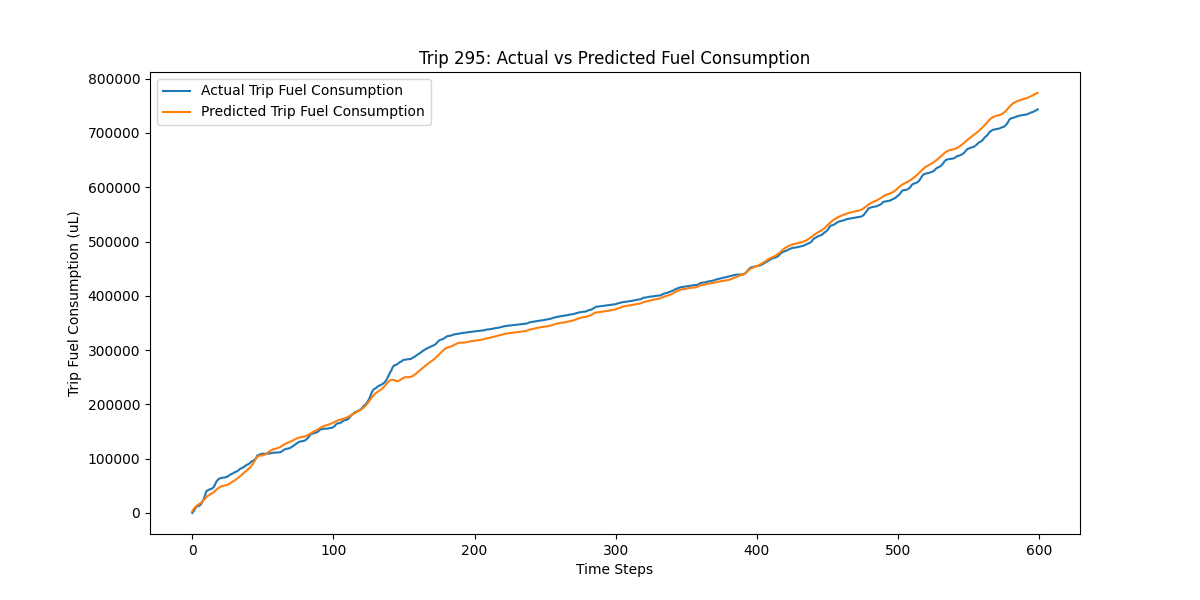 Trip 295: Actual vs Predicted Fuel Consumption
Actual Trip Fuel Consumption
Predicted Trip Fuel Consumption
Trip Fuel Consumption (uL)
800000
700000
600000
500000
400000
300000
200000
100000
0
0 100 200 300 400 500 600
Time Steps